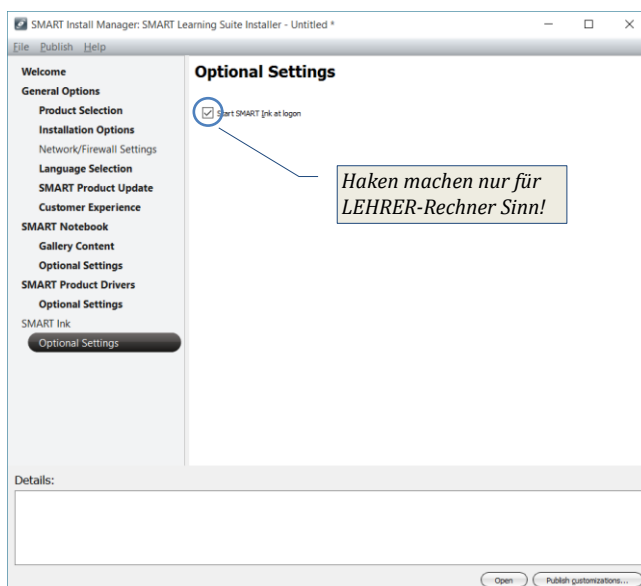 SMART Install Manager: SMART Learning Suite Installer - Untitled *
File Publish Help
Welcome
General Options
Product Selection
Installation Options
Network/Firewall Settings
Language Selection
SMART Product Update
Customer Experience
SMART Notebook
Gallery Content
Optional Settings
SMART Product Drivers
Optional Settings
SMART Ink
Optional Settings
Optional Settings
Start SMART Ink at logon
Haken machen nur für
LEHRER-Rechner Sinn!
Details:
Open
Publish customizations...